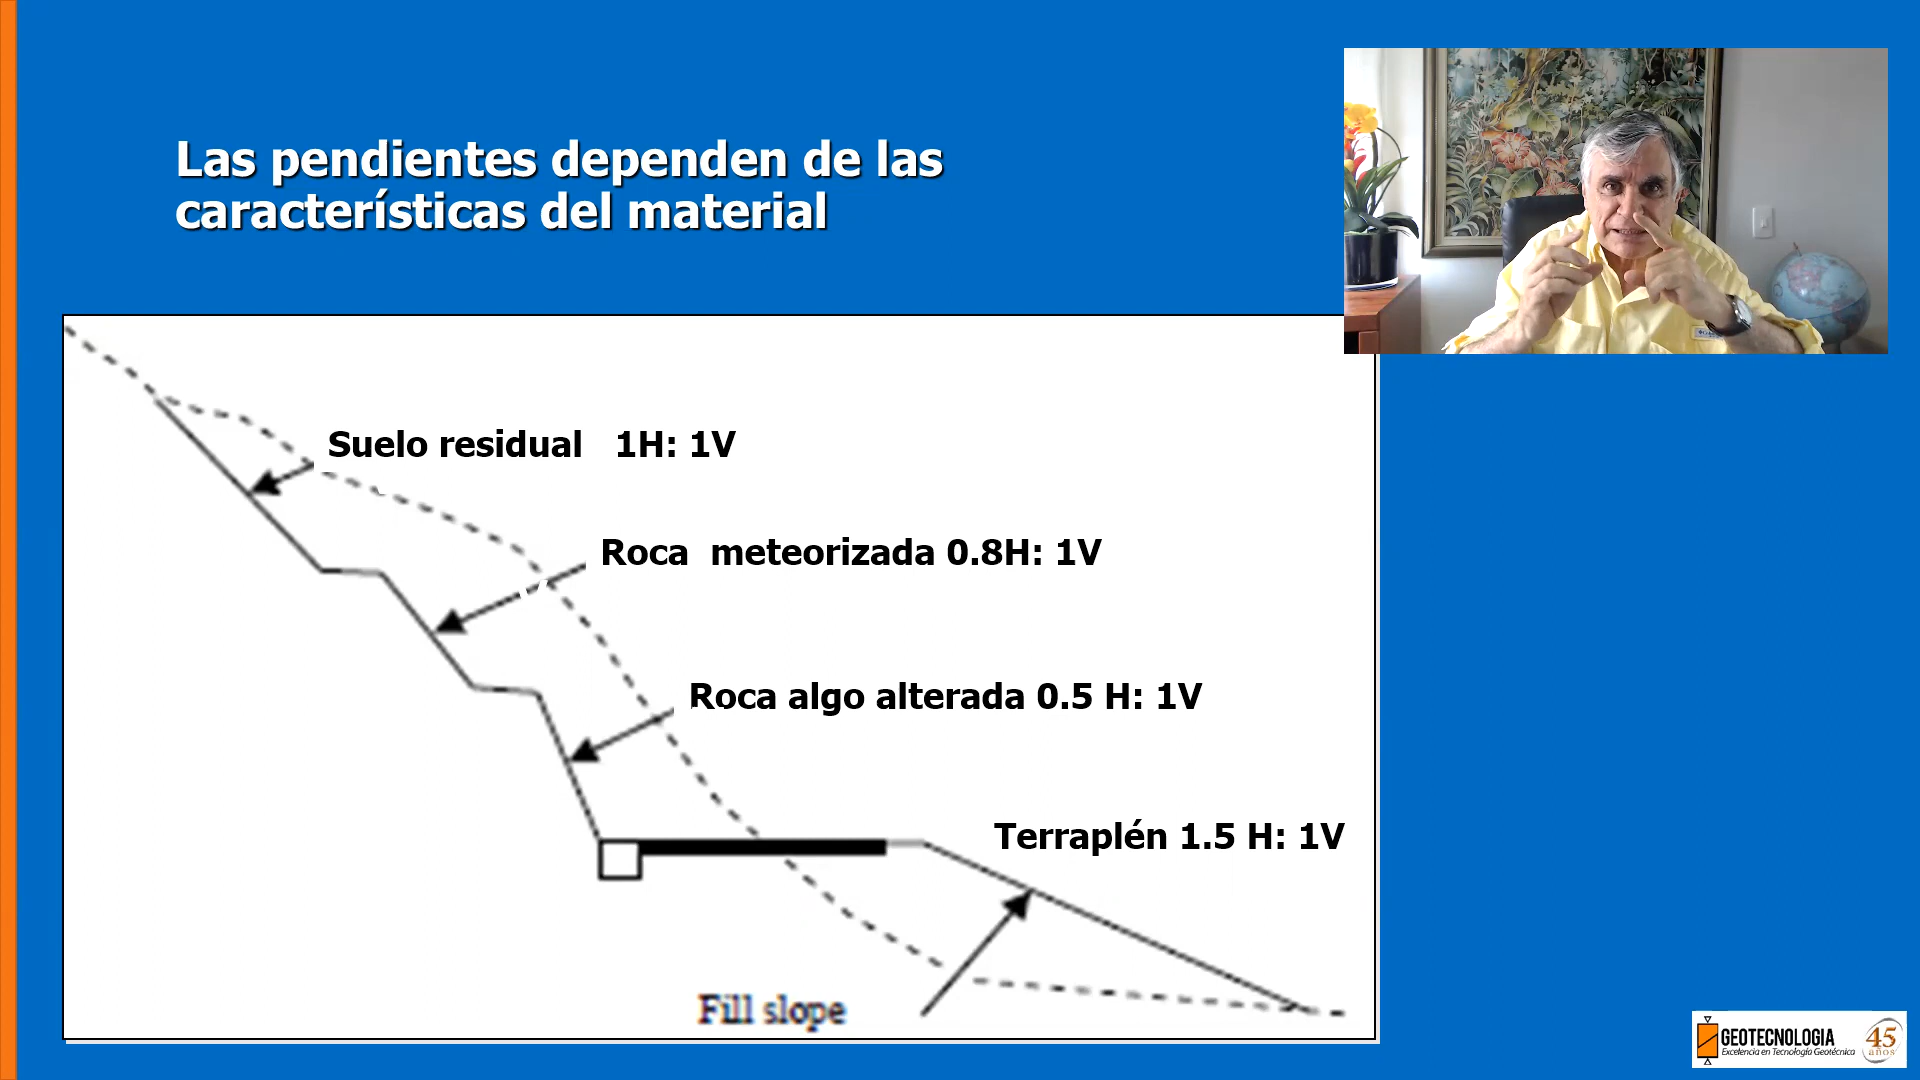 Las pendientes dependen de las
características del material
Suelo residual 1H: 1V
Roca meteorizada 0.8H: 1V
Roca algo alterada 0.5 H: 1V
Terraplén 1.5 H: 1V
Fill slope
GEOTECNOLOGIA
Excelencia en Tecnología Geotécnica
45
años